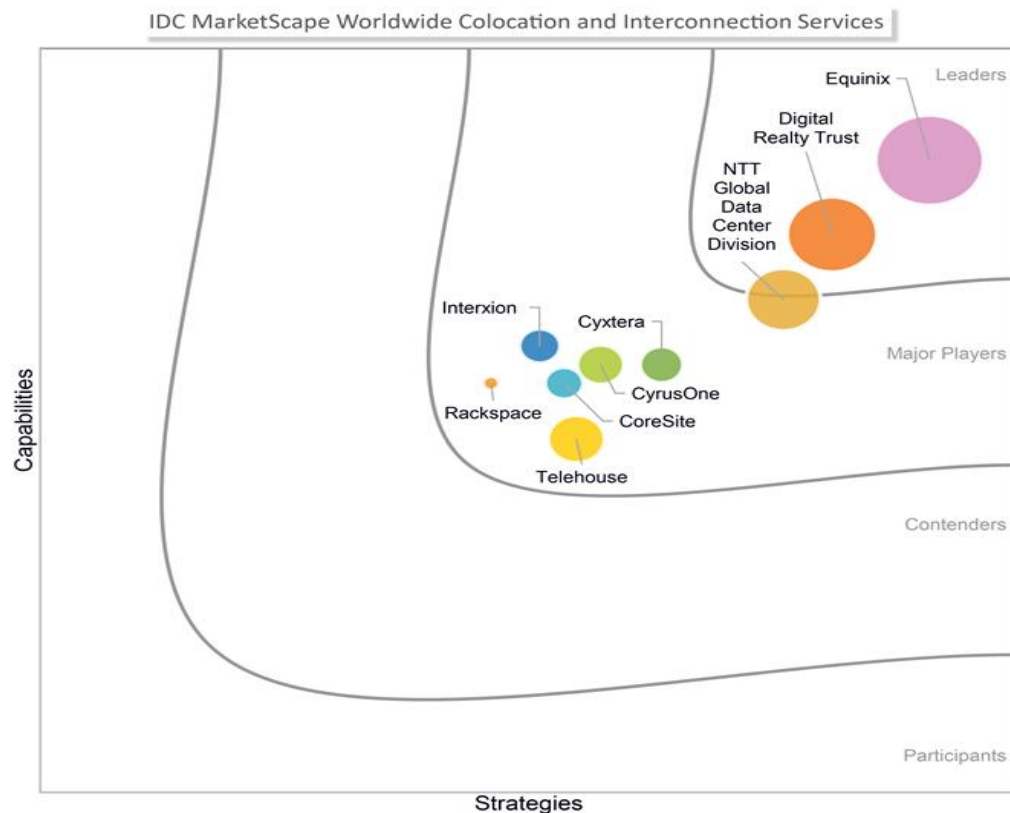 IDC MarketScape Worldwide Colocation and Interconnection Services
Leaders
Equinix
Digital
Realty Trust
NTT
Global
Data
Center
Division
Interxion
Cyxtera
Major Players
CyrusOne
Rackspace
CoreSite
Telehouse
Capabilities
Contenders
Participants
Strategies